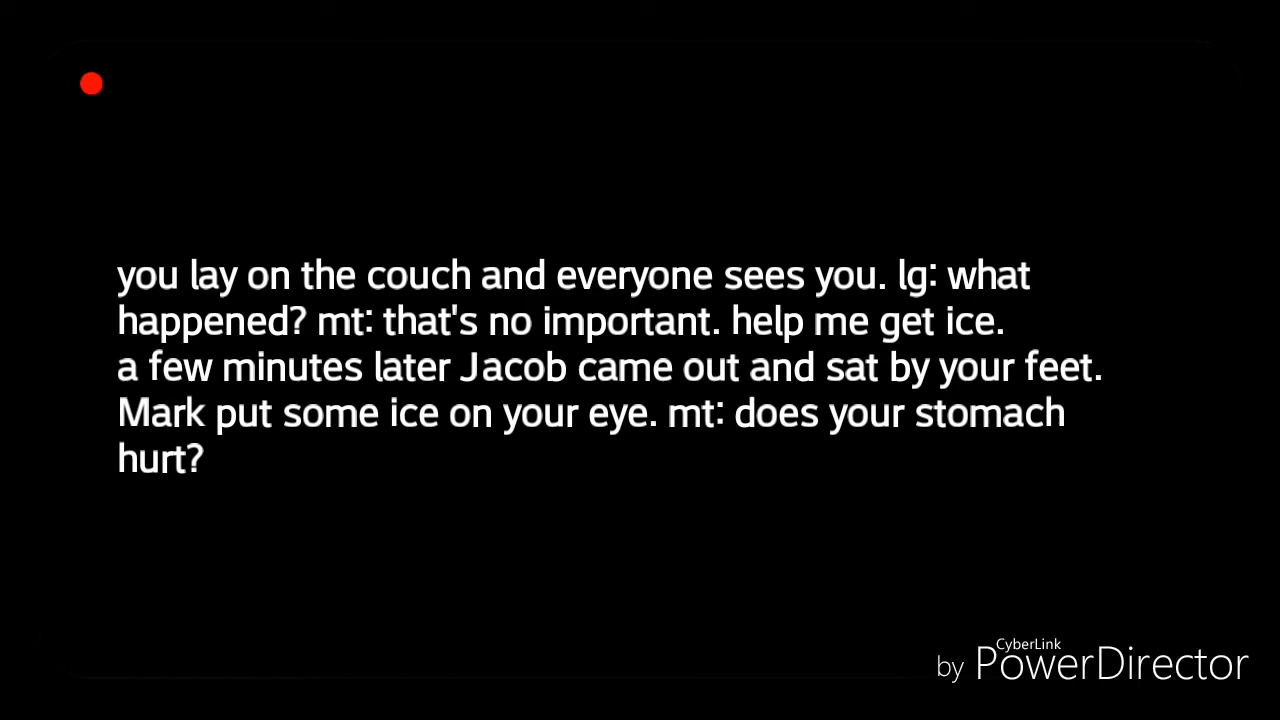 you lay on the couch and everyone sees you. lg: what
happened? mt: that's no important. help me get ice.
a few minutes later Jacob came out and sat by your feet.
Mark put some ice on your eye. mt: does your stomach
hurt?
CyberLink
by PowerDirector